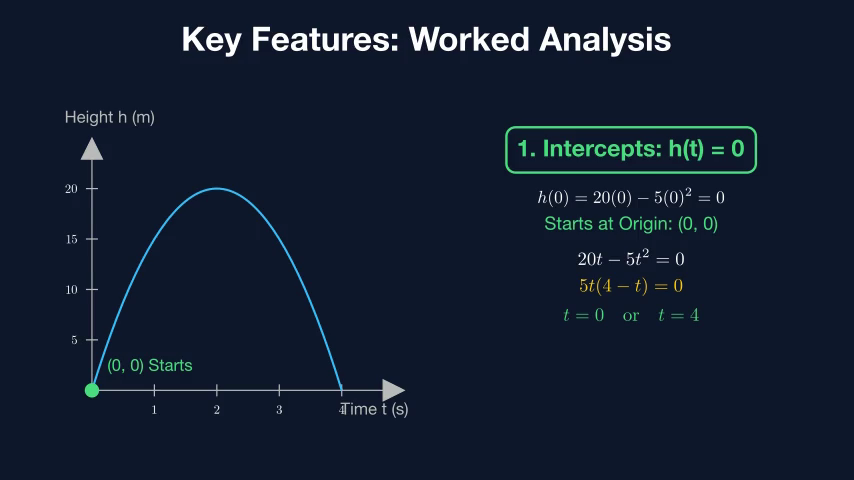 Key Features: Worked Analysis
Height h (m)
20
15
10
5
(0, 0) Starts
1
2
3
4
Time t (s)
1. Intercepts: h(t) = 0
h(0) = 20(0) − 5(0)² = 0
Starts at Origin: (0, 0)
20t − 5t² = 0
5t(4 − t) = 0
t = 0 or t = 4